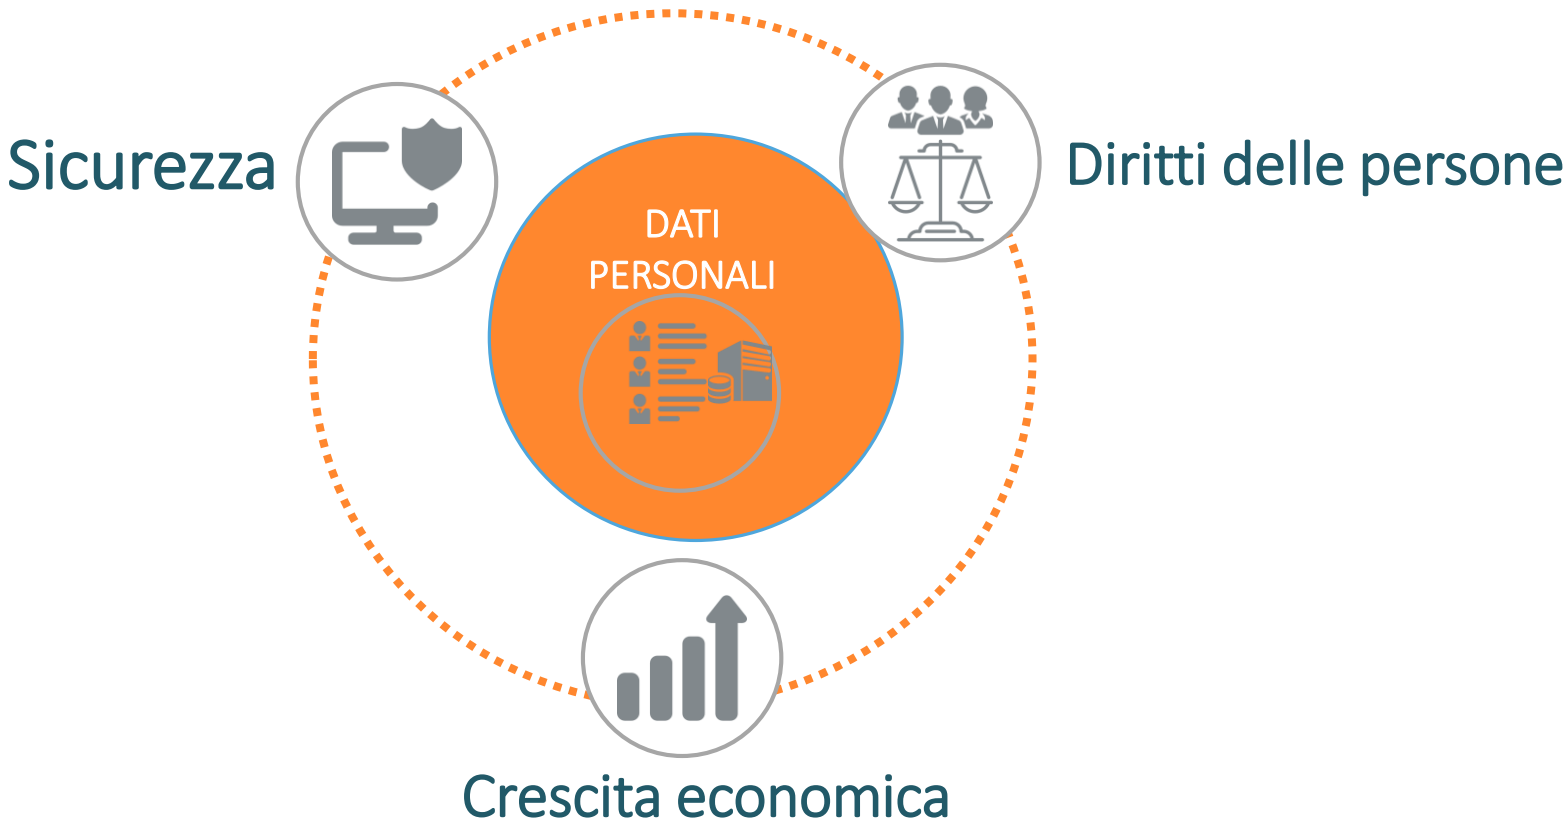 Sicurezza
Diritti delle persone
DATI
PERSONALI
Crescita economica